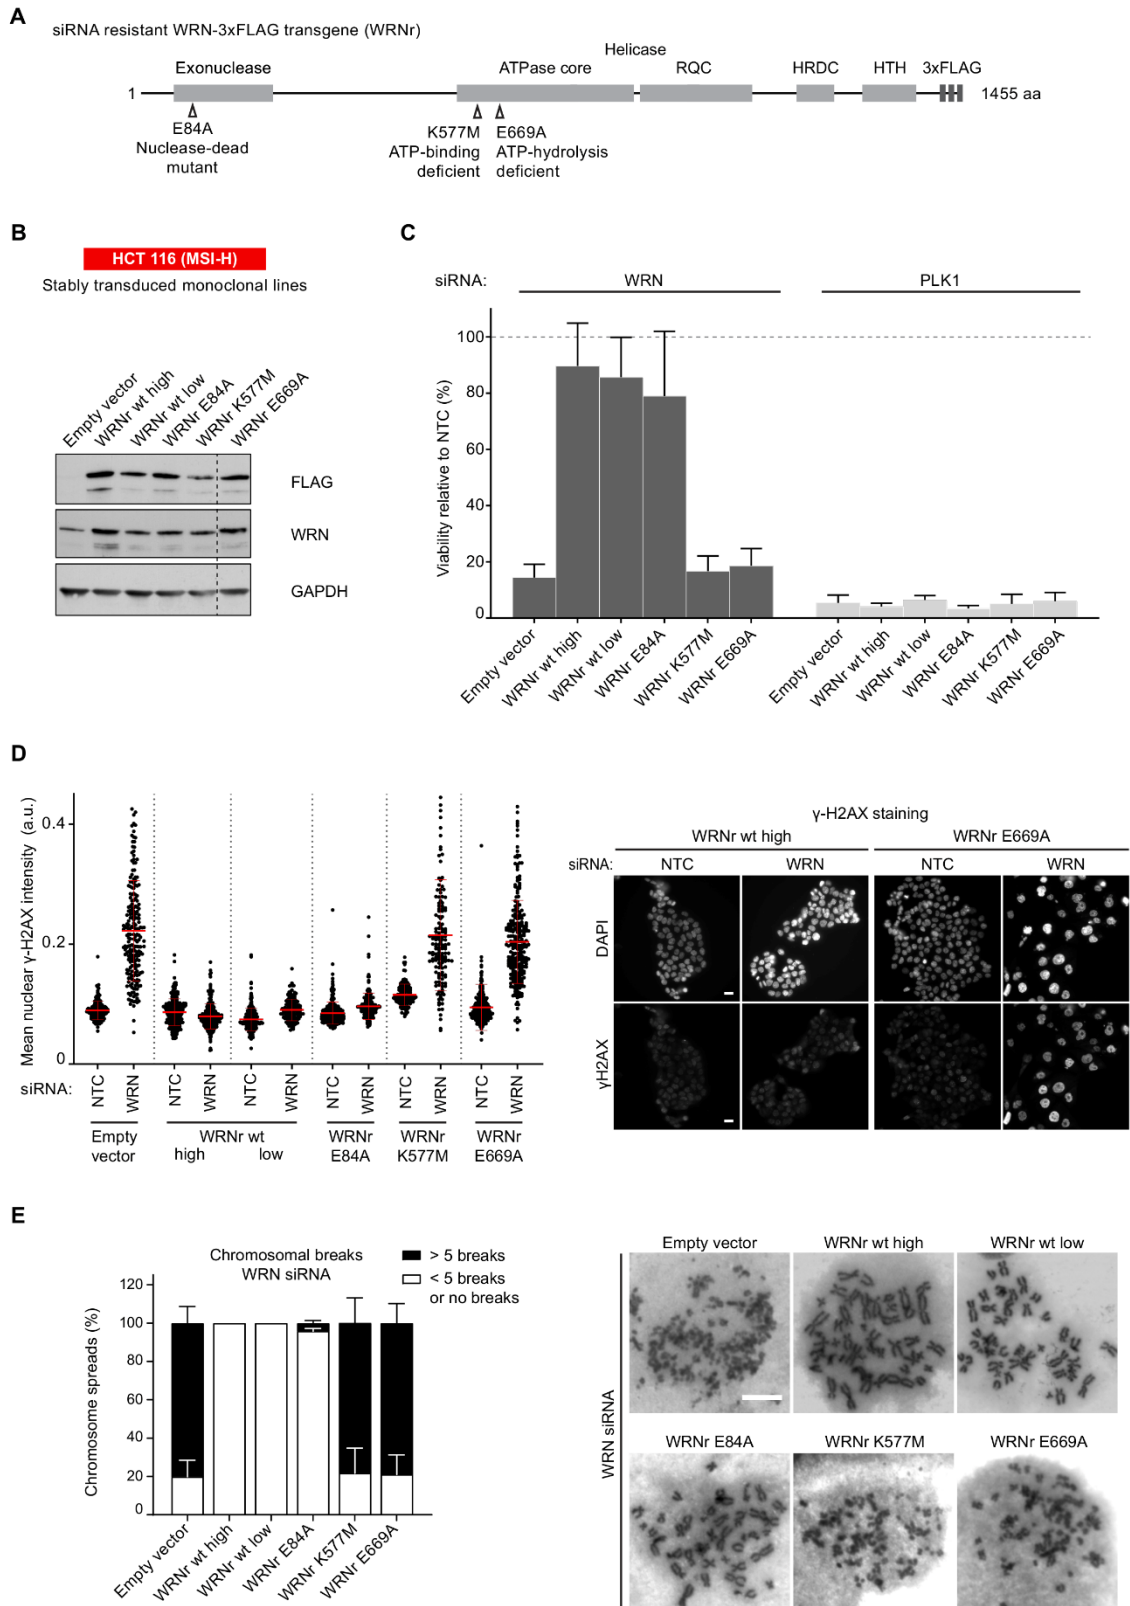 A
siRNA resistant WRN-3xFLAG transgene (WRNr)
Helicase
Exonuclease ATPase core RQC HRDC HTH 3xFLAG
1 1455 aa
E84A
Nuclease-dead
mutant
K577M
ATP-binding
deficient
E669A
ATP-hydrolysis
deficient
B
HCT 116 (MSI-H)
Stably transduced monoclonal lines
Empty vector
WRNr wt high
WRNr wt low
WRNr E84A
WRNr K577M
WRNr E669A
FLAG
WRN
GAPDH
C
siRNA: WRN PLK1
Viability relative to NTC (%)
100
80
60
40
20
0
Empty vector
WRNr wt high
WRNr wt low
WRNr E84A
WRNr K577M
WRNr E669A
Empty vector
WRNr wt high
WRNr wt low
WRNr E84A
WRNr K577M
WRNr E669A
D
Mean nuclear γ-H2AX intensity (a.u.)
0.4
0.2
0
siRNA: NTC WRN NTC WRN NTC WRN NTC WRN NTC WRN NTC WRN
Empty
vector
WRNr wt
high low
WRNr
E84A
WRNr
K577M
WRNr
E669A
γ-H2AX staining
WRNr wt high WRNr E669A
siRNA: NTC WRN NTC WRN
DAPI
γH2AX
E
Chromosomal breaks
WRN siRNA
> 5 breaks
< 5 breaks
or no breaks
Chromosome spreads (%)
120
100
80
60
40
20
0
Empty vector
WRNr wt high
WRNr wt low
WRNr E84A
WRNr K577M
WRNr E669A
WRN siRNA
Empty vector WRNr wt high WRNr wt low
WRNr E84A WRNr K577M WRNr E669A